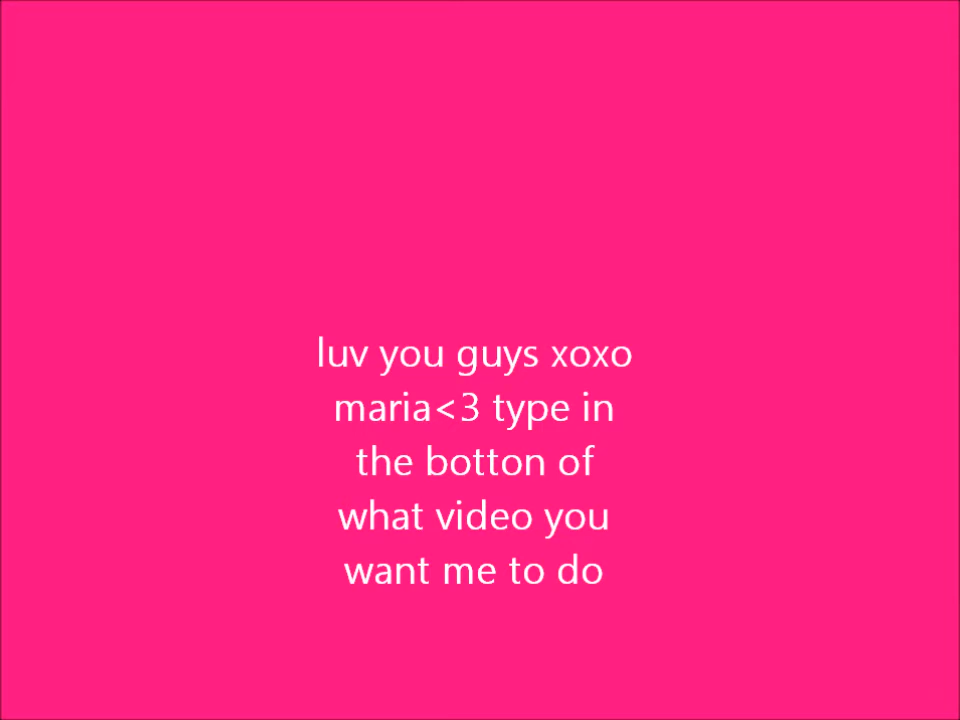 luv you guys xoxo
maria<3 type in
the botton of
what video you
want me to do